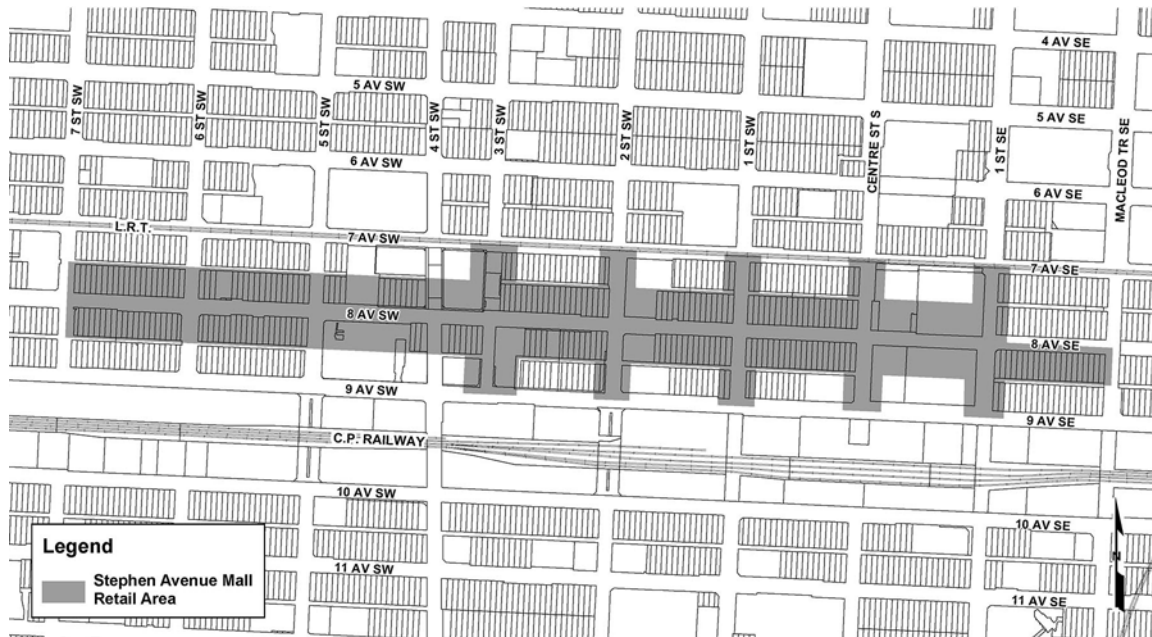 4 AV SE
5 AV SW
5 AV SE
7 ST SW
6 ST SW
5 ST SW
4 ST SW
3 ST SW
2 ST SW
1 ST SW
CENTRE ST S
1 ST SE
MACLEOD TR SE
6 AV SW
6 AV SE
L.R.T.
7 AV SW
7 AV SE
8 AV SW
8 AV SE
9 AV SW
9 AV SE
C.P. RAILWAY
10 AV SW
10 AV SE
11 AV SW
11 AV SE
N
Legend
Stephen Avenue Mall
Retail Area